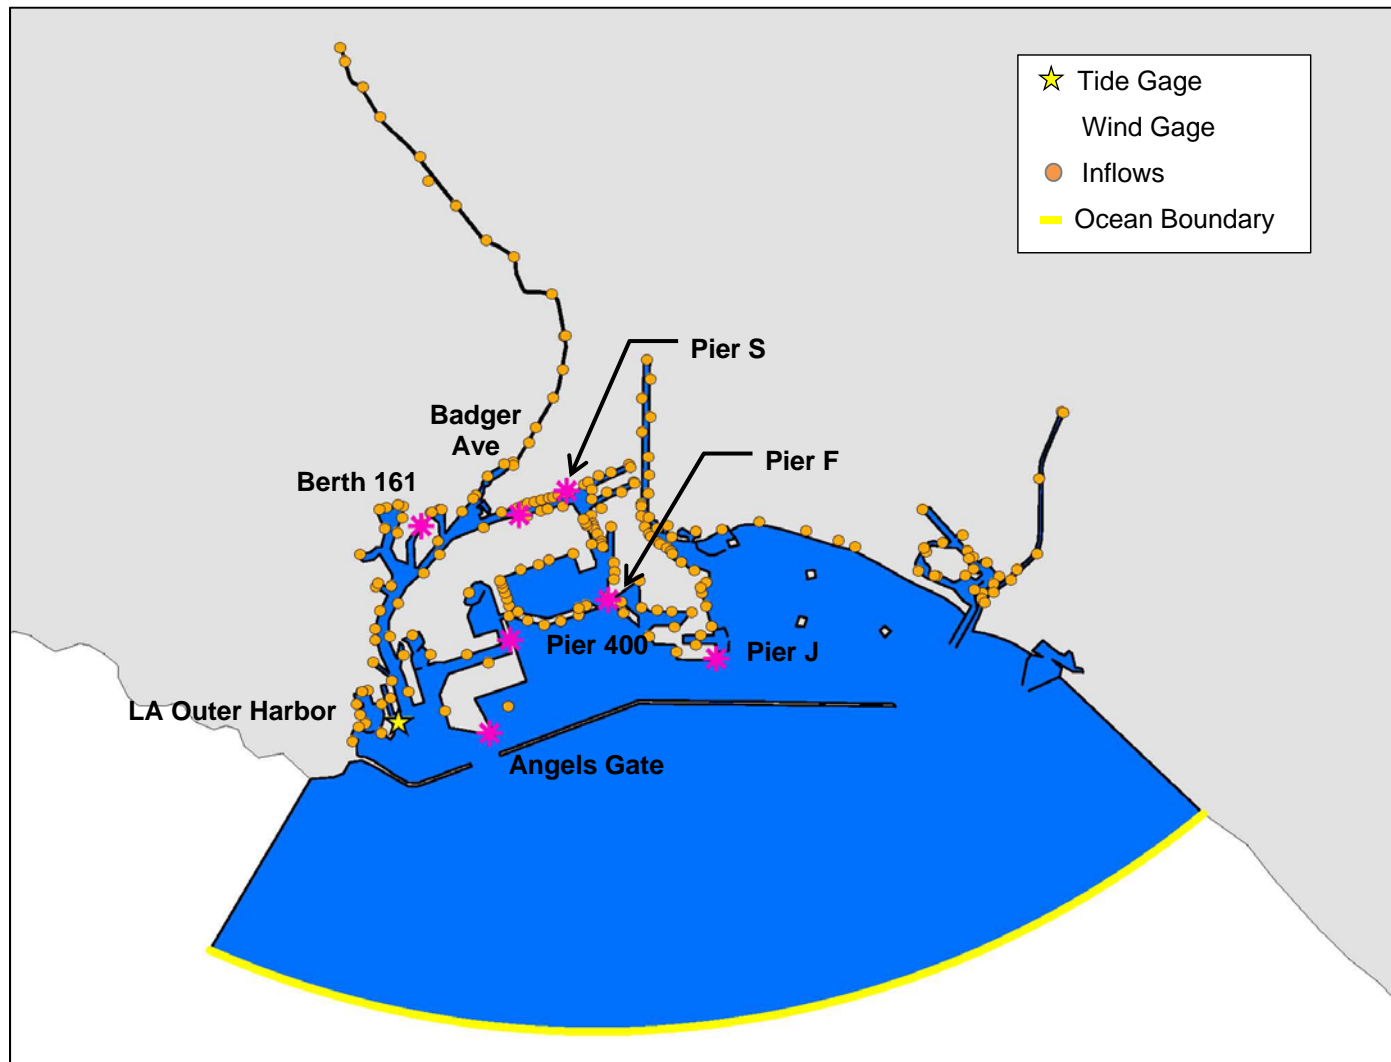 Tide Gage
Wind Gage
Inflows
Ocean Boundary
Pier S
Badger
Ave
Pier F
Berth 161
Pier 400
Pier J
LA Outer Harbor
Angels Gate